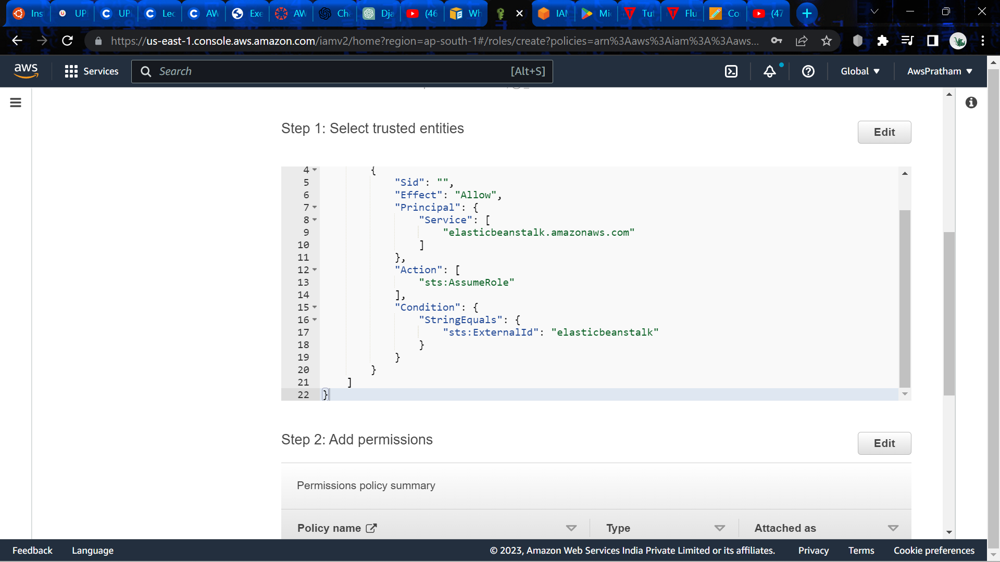 Ins
UP
UP
Lec
AW
Exe
AW
Ch
Dja
(46
Wh
IAM
Mi
Tut
Flu
Co
(47
https://us-east-1.console.aws.amazon.com/iamv2/home?region=ap-south-1#/roles/create?policies=arn%3Aaws%3Aiam%3A%3Aaws...
aws
Services
Search
[Alt+S]
Global
AwsPratham
Step 1: Select trusted entities
Edit
4 {
5 "Sid": "",
6 "Effect": "Allow",
7 "Principal": {
8 "Service": [
9 "elasticbeanstalk.amazonaws.com"
10 ]
11 },
12 "Action": [
13 "sts:AssumeRole"
14 ],
15 "Condition": {
16 "StringEquals": {
17 "sts:ExternalId": "elasticbeanstalk"
18 }
19 }
20 }
21 ]
22 }
Step 2: Add permissions
Edit
Permissions policy summary
Policy name
Type
Attached as
Feedback
Language
© 2023, Amazon Web Services India Private Limited or its affiliates.
Privacy
Terms
Cookie preferences